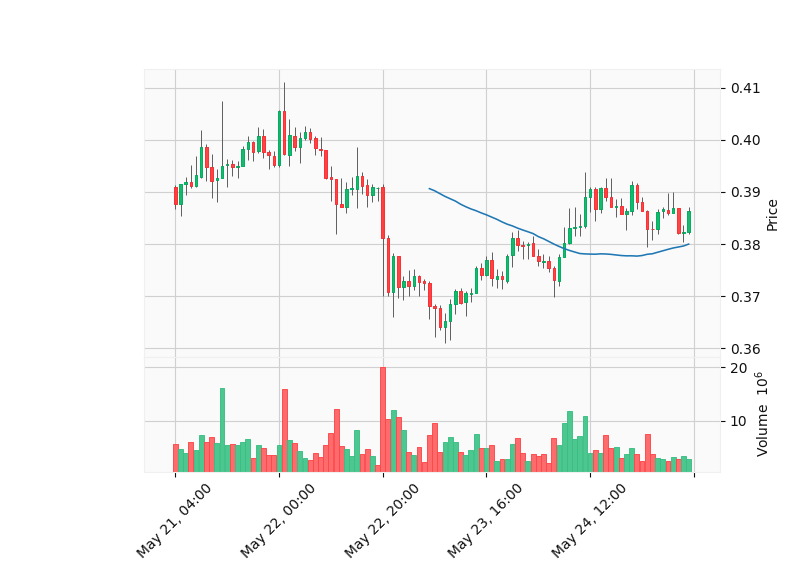 0.41
0.40
0.39
0.38
0.37
0.36
Price
20
10
Volume 10^6
May 21, 04:00
May 22, 00:00
May 22, 20:00
May 23, 16:00
May 24, 12:00